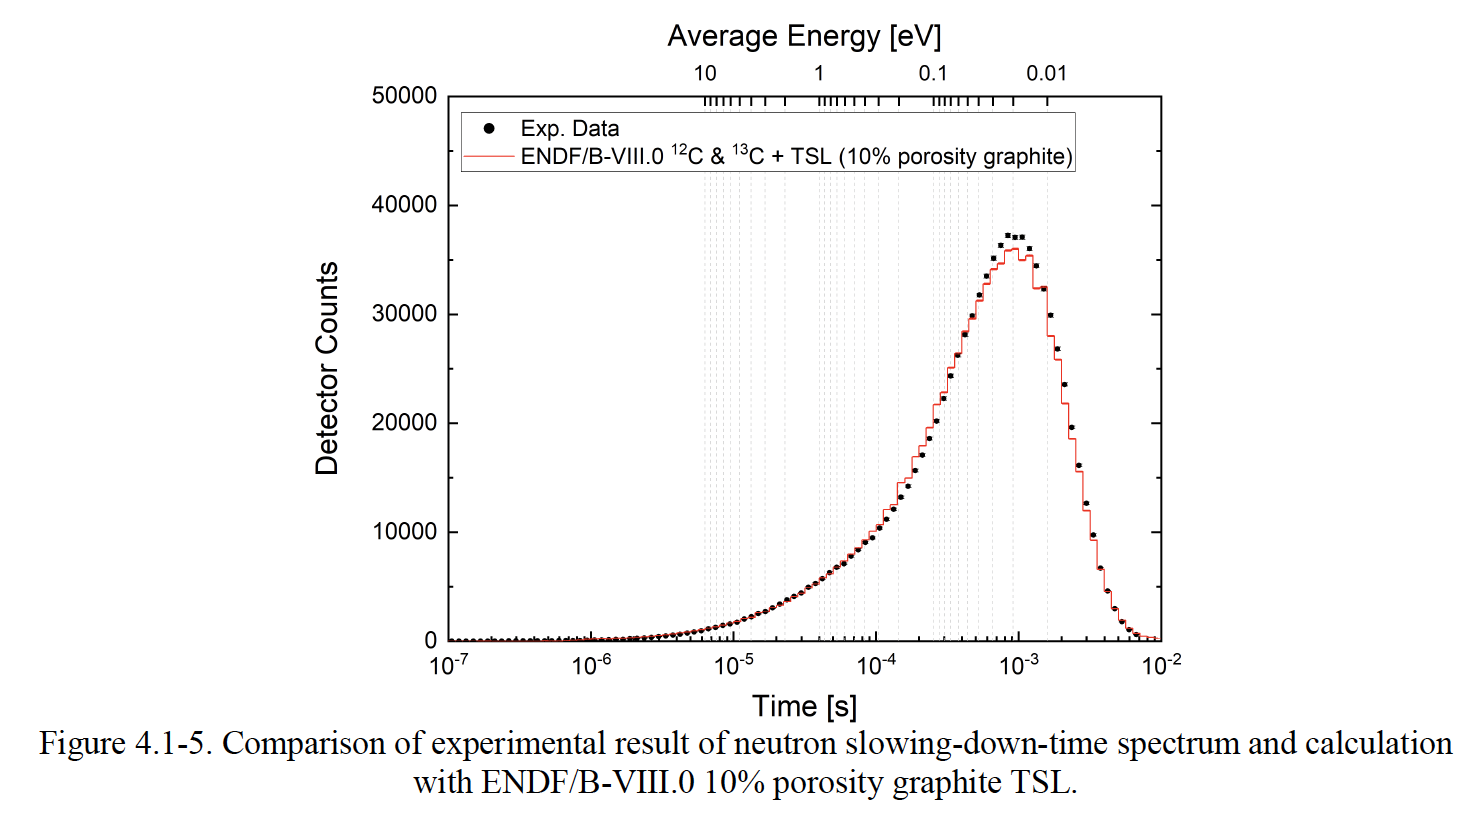 Average Energy [eV]
10 1 0.1 0.01
50000
Exp. Data
ENDF/B-VIII.0 ¹²C & ¹³C + TSL (10% porosity graphite)
40000
30000
20000
10000
0
Detector Counts
10⁻⁷ 10⁻⁶ 10⁻⁵ 10⁻⁴ 10⁻³ 10⁻²
Time [s]
Figure 4.1-5. Comparison of experimental result of neutron slowing-down-time spectrum and calculation
with ENDF/B-VIII.0 10% porosity graphite TSL.